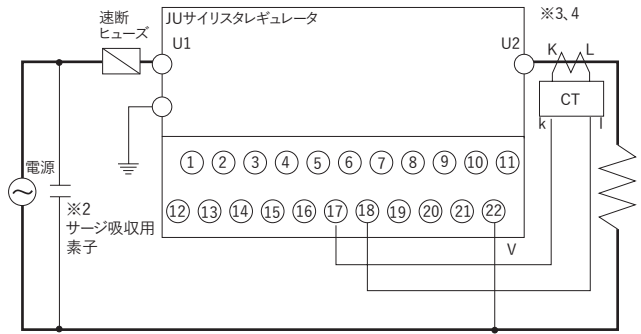 速断
ヒューズ
JUサイリスタレギュレータ
※3、4
U1
U2
K L
CT
k l
電源
※2
サージ吸収用
素子
① ② ③ ④ ⑤ ⑥ ⑦ ⑧ ⑨ ⑩ ⑪
⑫ ⑬ ⑭ ⑮ ⑯ ⑰ ⑱ ⑲ ⑳ ㉑ ㉒
V